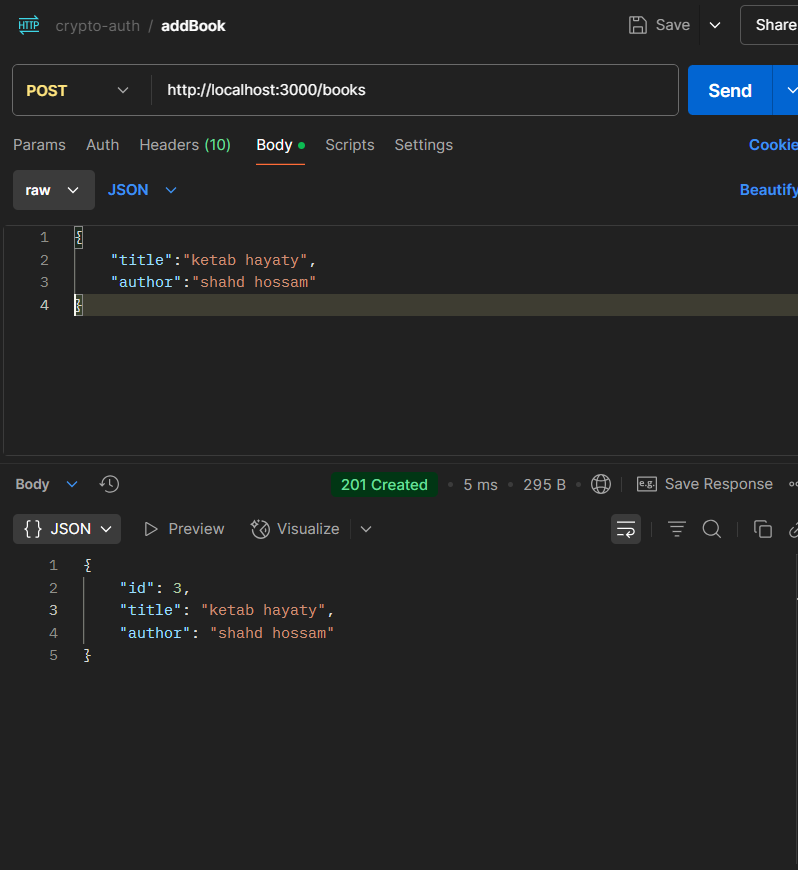 HTTP crypto-auth / addBook Save Share
POST http://localhost:3000/books Send
Params Auth Headers (10) Body Scripts Settings Cookie
raw JSON Beautify
1 {
2 "title":"ketab hayaty",
3 "author":"shahd hossam"
4 }
Body 201 Created • 5 ms • 295 B • e.g. Save Response
{} JSON Preview Visualize
1 {
2 "id": 3,
3 "title": "ketab hayaty",
4 "author": "shahd hossam"
5 }